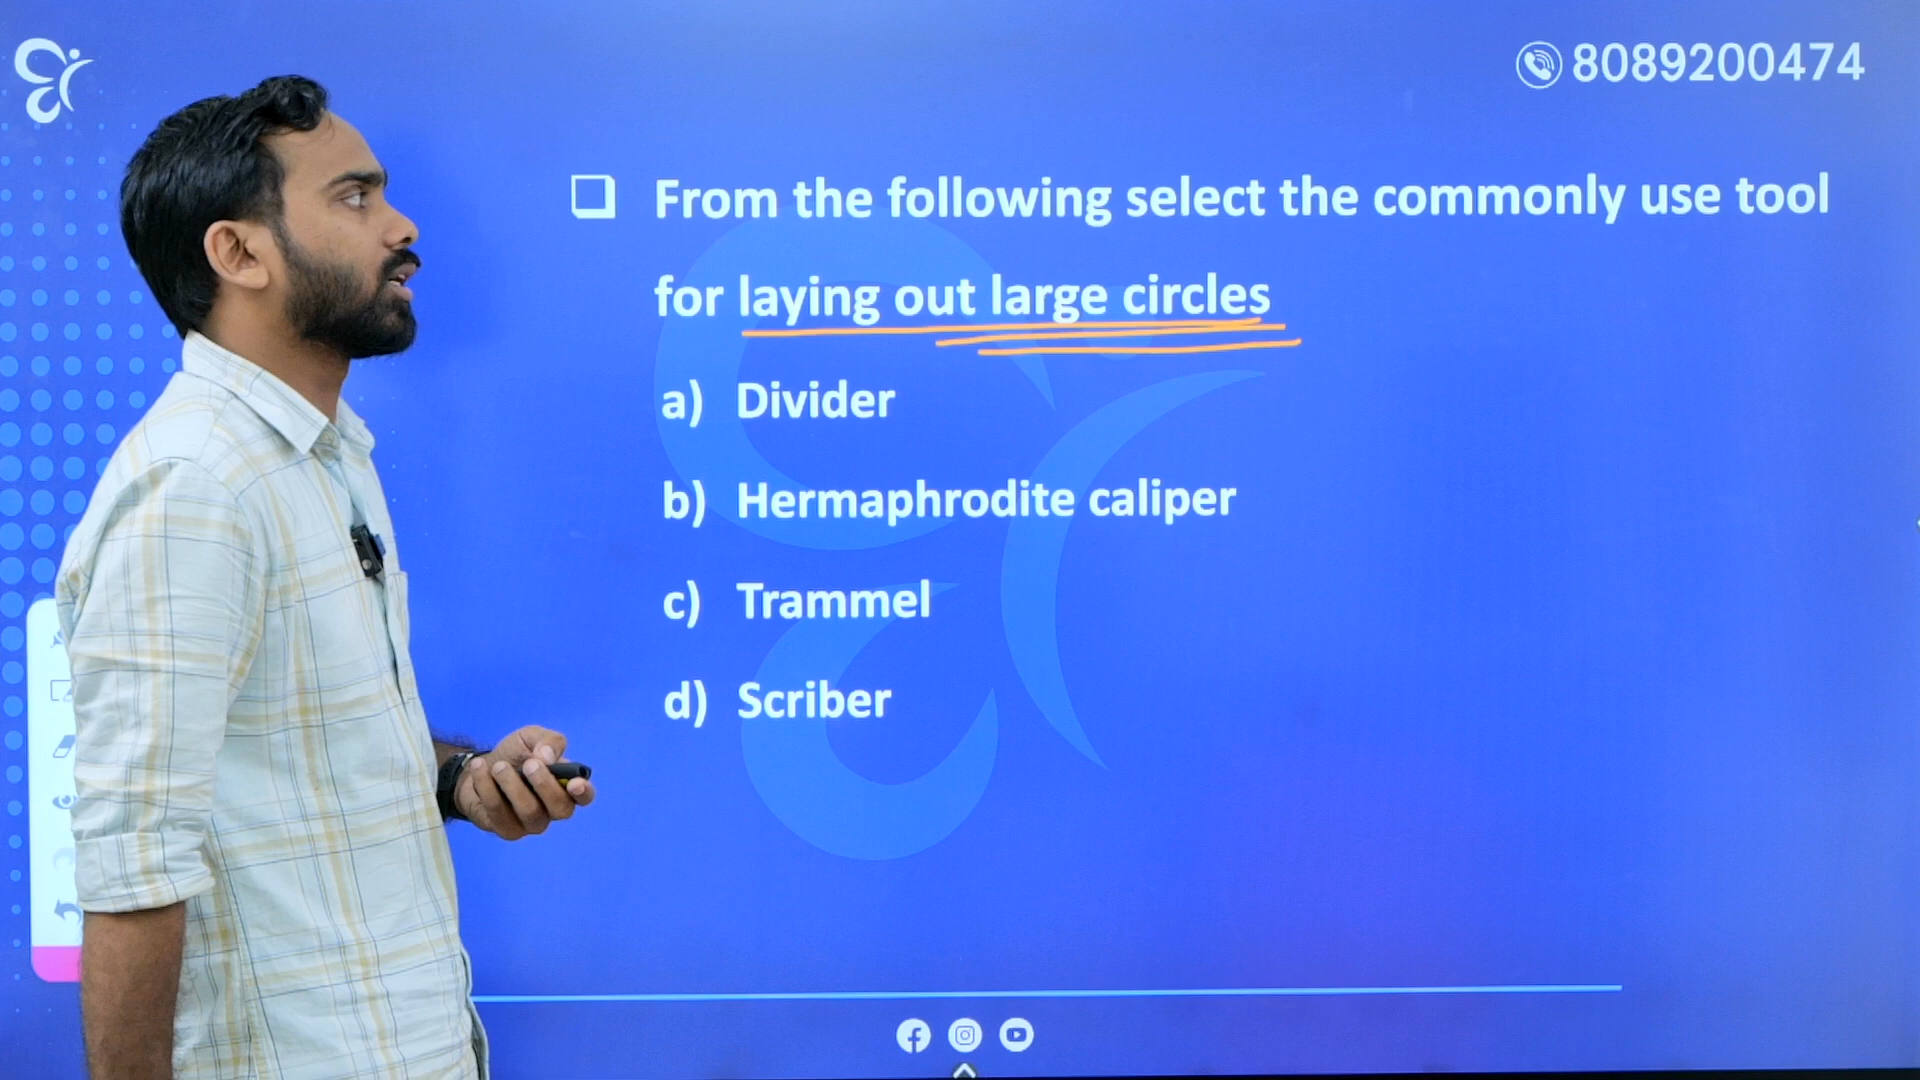 8089200474
From the following select the commonly use tool
for laying out large circles
a) Divider
b) Hermaphrodite caliper
c) Trammel
d) Scriber